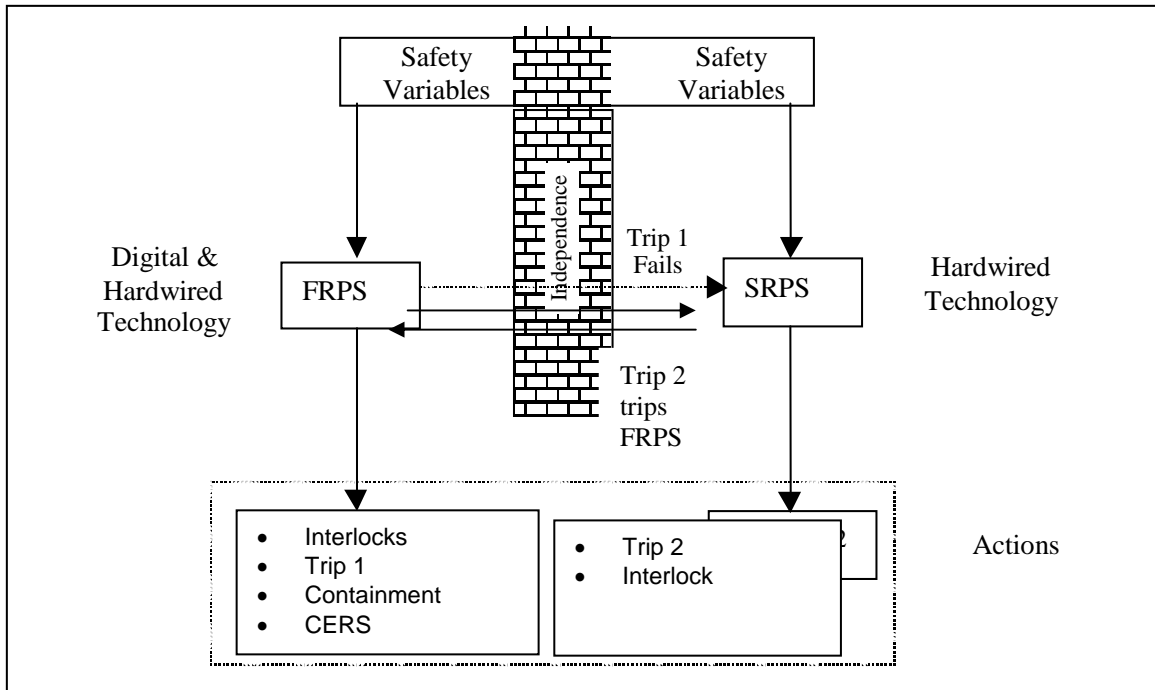 Safety
Variables
Safety
Variables
Independence
Trip 1
Fails
Digital &
Hardwired
Technology
FRPS
SRPS
Hardwired
Technology
Trip 2
trips
FRPS
• Interlocks
• Trip 1
• Containment
• CERS
• Trip 2
• Interlock
2
Actions